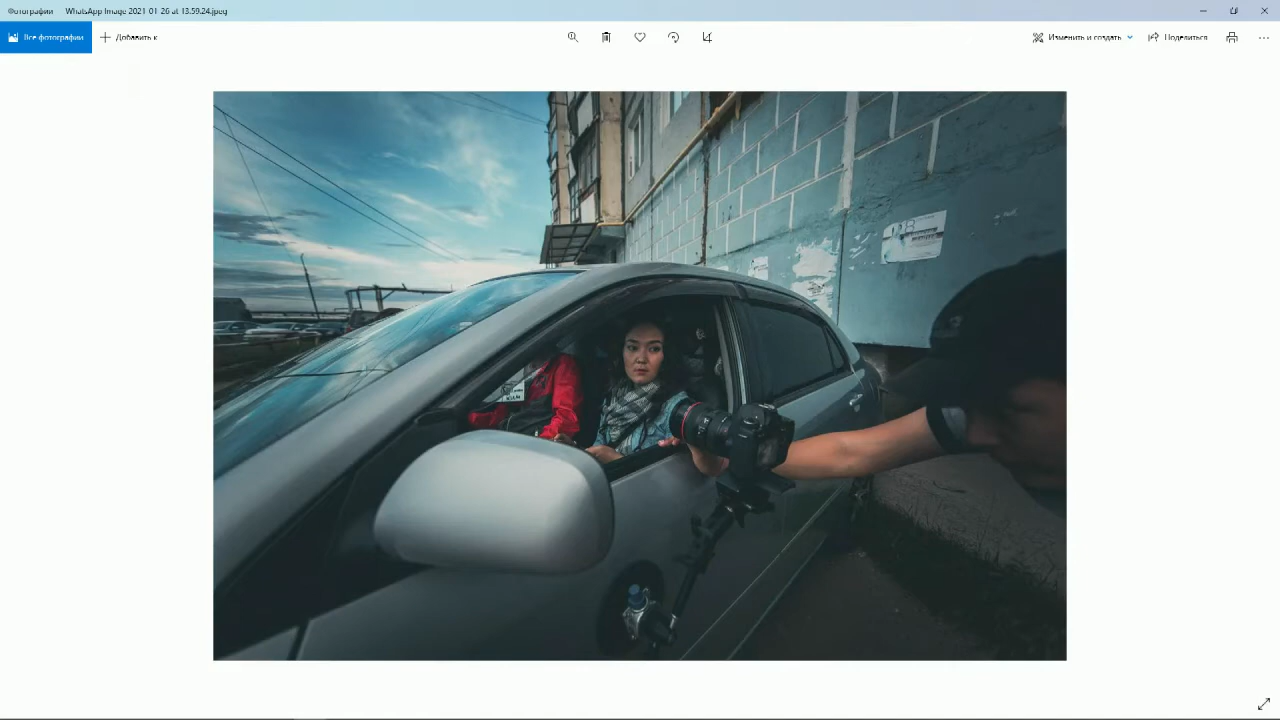 Фотографии    WhatsApp Image 2021-01-26 at 13.59.24.jpeg
Все фотографии    Добавить к    Изменить и создать    Поделиться